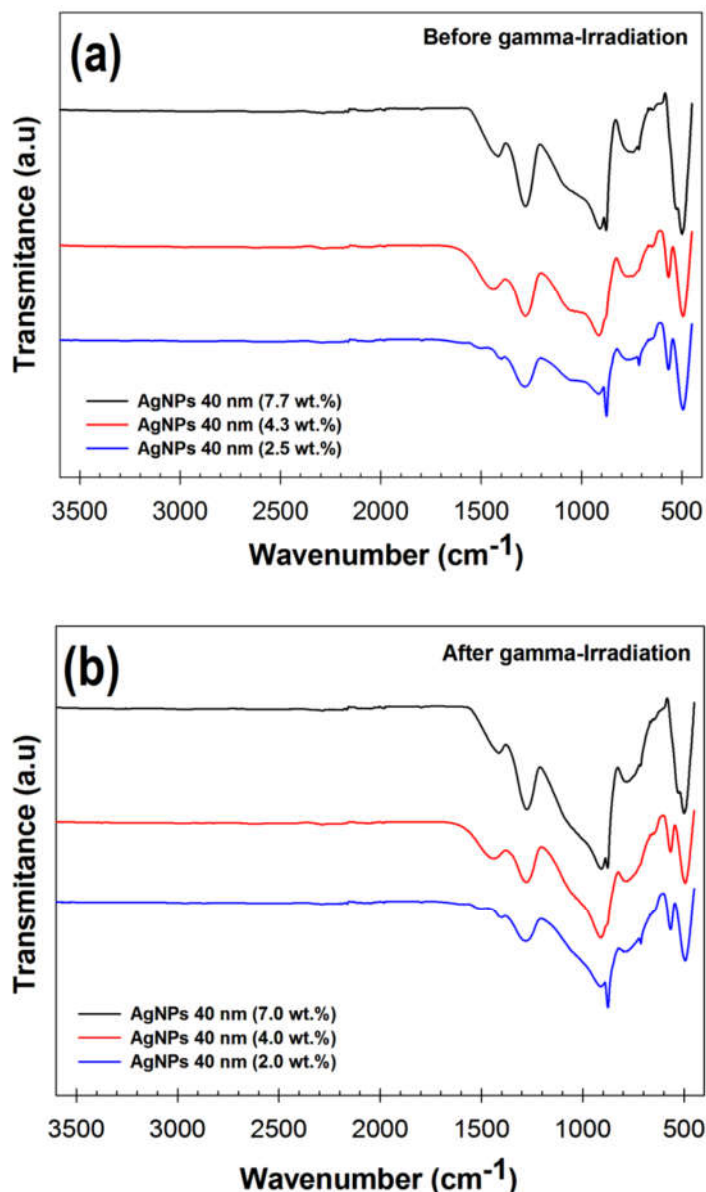 (a)
Before gamma-Irradiation
Transmitance (a.u)
AgNPs 40 nm (7.7 wt.%)
AgNPs 40 nm (4.3 wt.%)
AgNPs 40 nm (2.5 wt.%)
3500 3000 2500 2000 1500 1000 500
Wavenumber (cm⁻¹)
(b)
After gamma-Irradiation
Transmitance (a.u)
AgNPs 40 nm (7.0 wt.%)
AgNPs 40 nm (4.0 wt.%)
AgNPs 40 nm (2.0 wt.%)
3500 3000 2500 2000 1500 1000 500
Wavenumber (cm⁻¹)